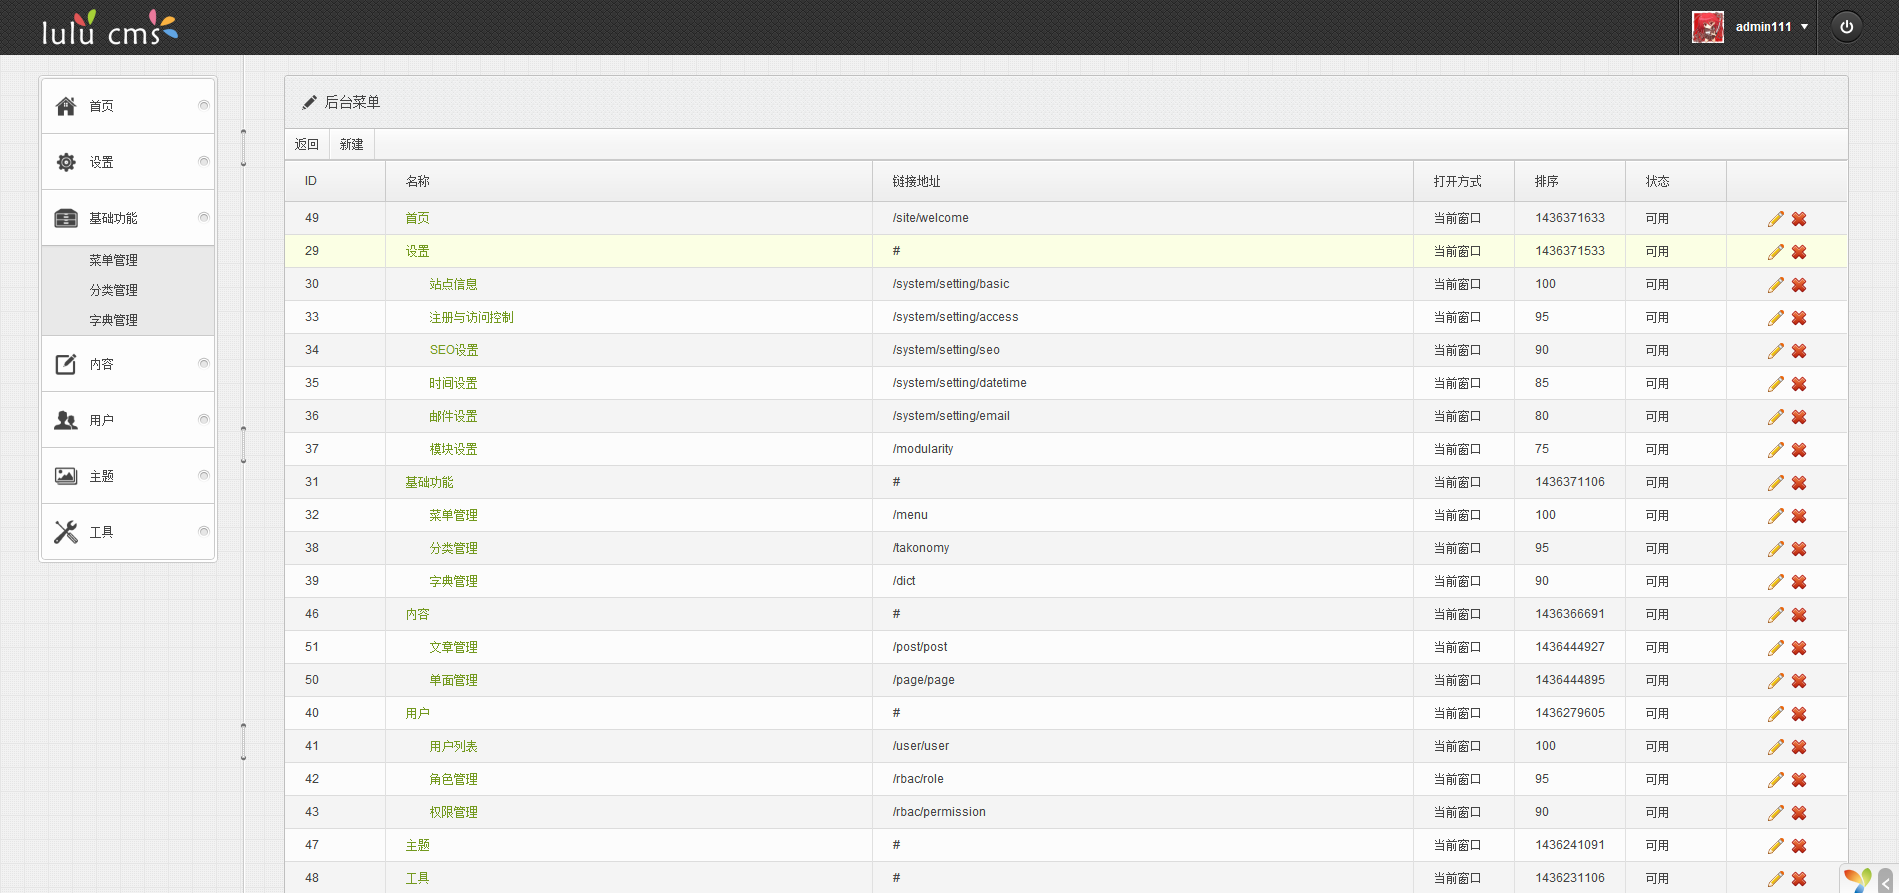 lulu cms
admin111
首页
设置
基础功能
菜单管理
分类管理
字典管理
内容
用户
主题
工具
后台菜单
返回 新建
ID 名称 链接地址 打开方式 排序 状态
49 首页 /site/welcome 当前窗口 1436371633 可用
29 设置 # 当前窗口 1436371533 可用
30 站点信息 /system/setting/basic 当前窗口 100 可用
33 注册与访问控制 /system/setting/access 当前窗口 95 可用
34 SEO设置 /system/setting/seo 当前窗口 90 可用
35 时间设置 /system/setting/datetime 当前窗口 85 可用
36 邮件设置 /system/setting/email 当前窗口 80 可用
37 模块设置 /modularity 当前窗口 75 可用
31 基础功能 # 当前窗口 1436371106 可用
32 菜单管理 /menu 当前窗口 100 可用
38 分类管理 /takonomy 当前窗口 95 可用
39 字典管理 /dict 当前窗口 90 可用
46 内容 # 当前窗口 1436366691 可用
51 文章管理 /post/post 当前窗口 1436444927 可用
50 单面管理 /page/page 当前窗口 1436444895 可用
40 用户 # 当前窗口 1436279605 可用
41 用户列表 /user/user 当前窗口 100 可用
42 角色管理 /rbac/role 当前窗口 95 可用
43 权限管理 /rbac/permission 当前窗口 90 可用
47 主题 # 当前窗口 1436241091 可用
48 工具 # 当前窗口 1436231106 可用